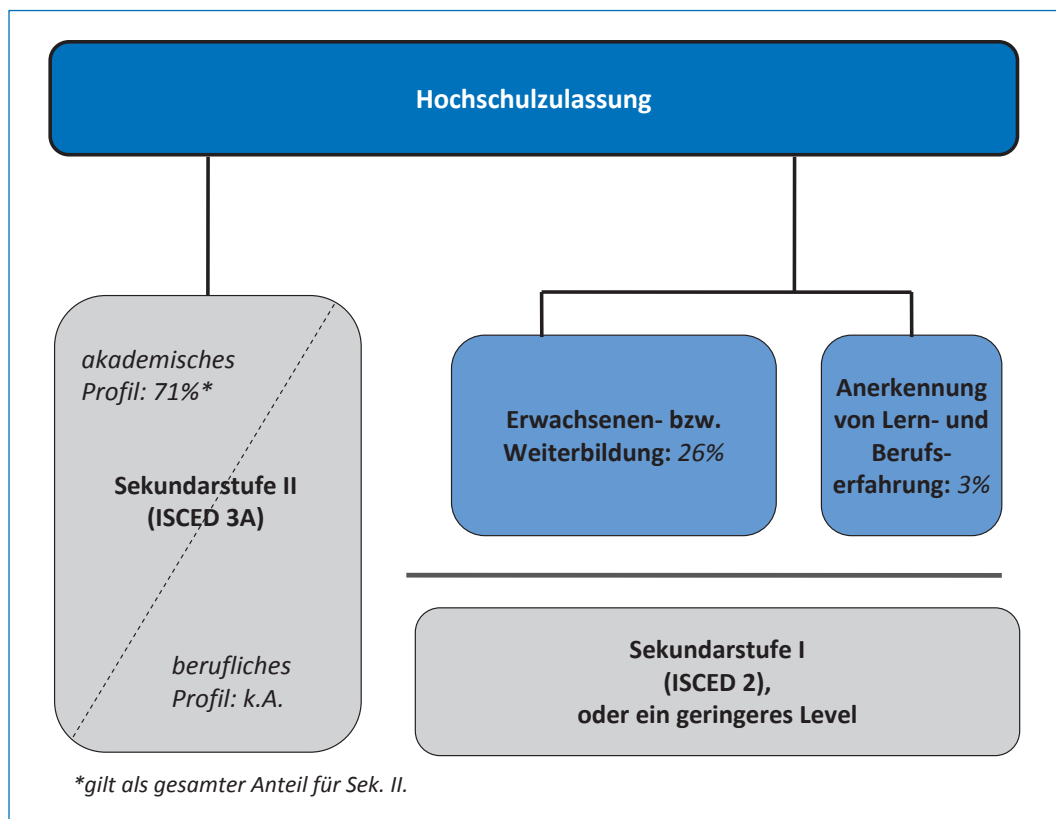 Hochschulzulassung
akademisches
Profil: 71%*
Sekundarstufe II
(ISCED 3A)
berufliches
Profil: k.A.
Erwachsenen- bzw.
Weiterbildung: 26%
Anerkennung
von Lern- und
Berufs-
erfahrung: 3%
Sekundarstufe I
(ISCED 2),
oder ein geringeres Level
*gilt als gesamter Anteil für Sek. II.